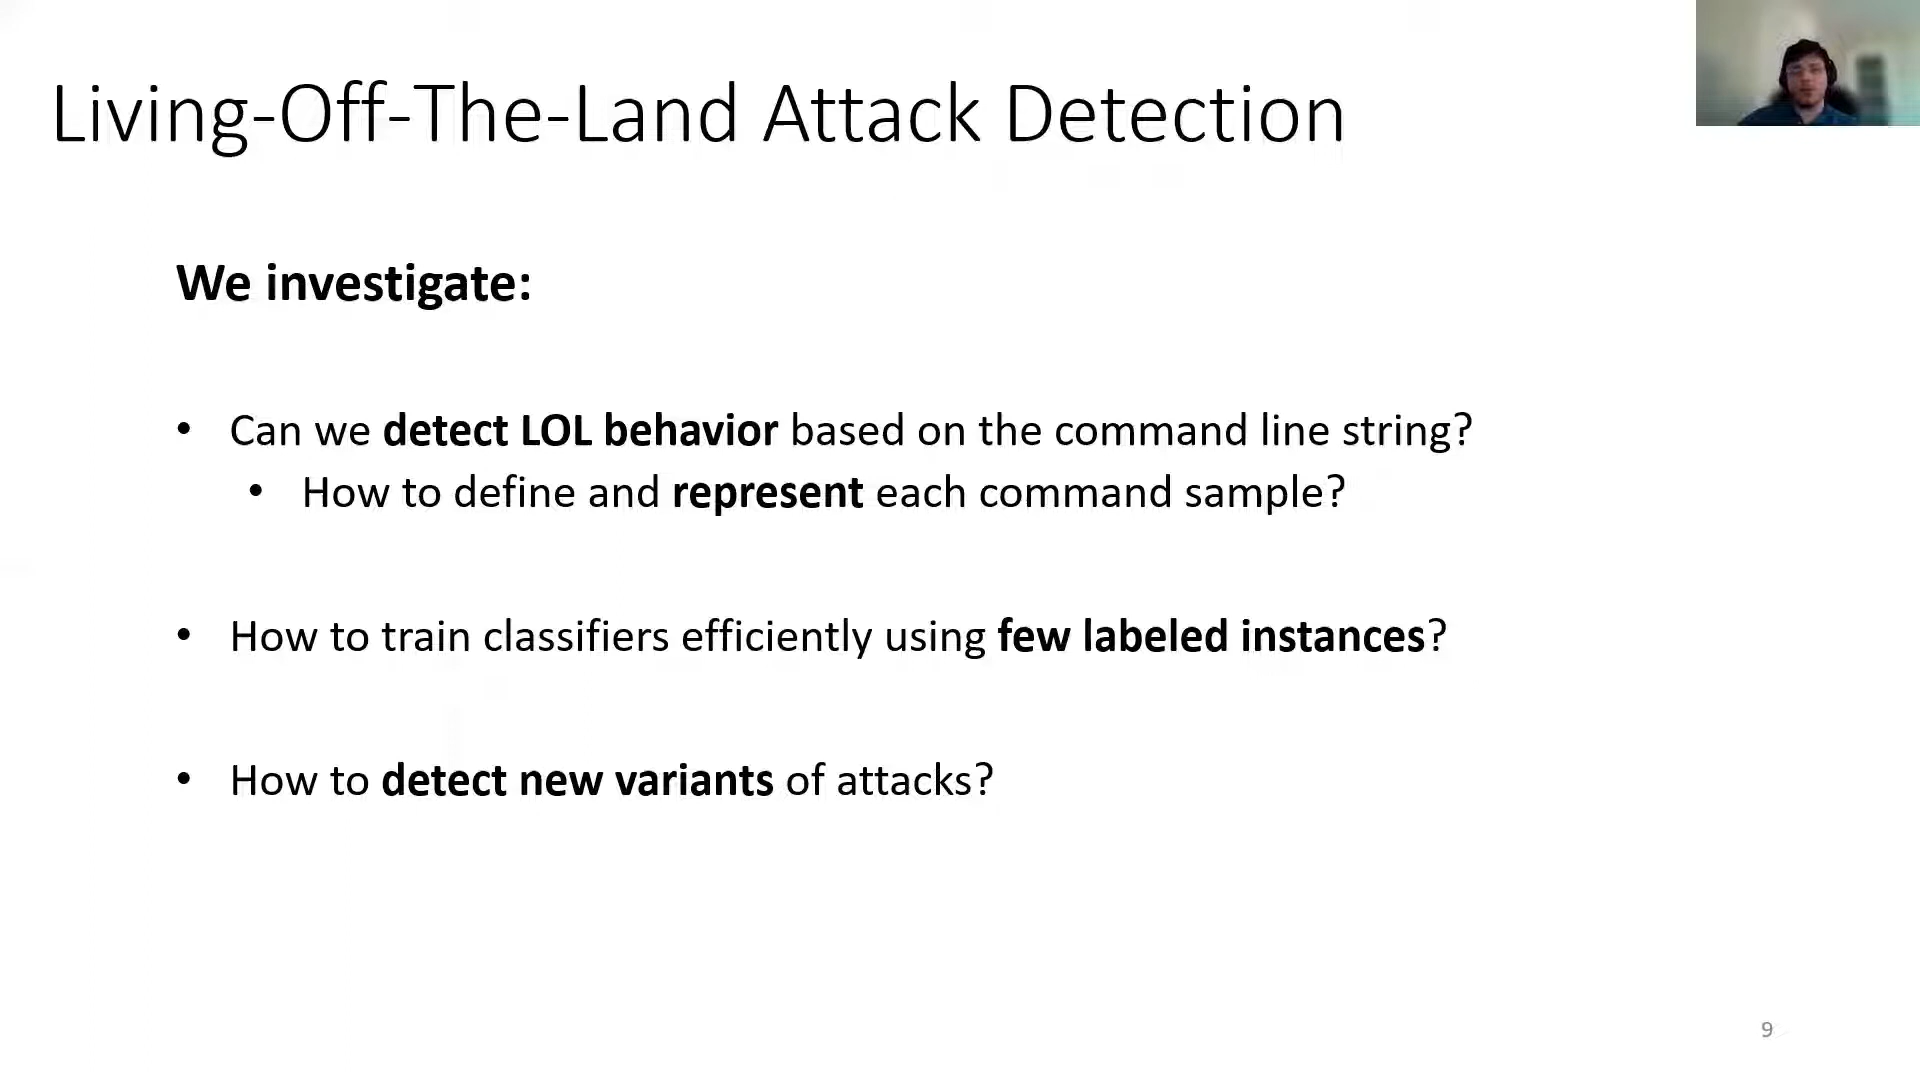 Living-Off-The-Land Attack Detection
We investigate:
• Can we detect LOL behavior based on the command line string?
• How to define and represent each command sample?
• How to train classifiers efficiently using few labeled instances?
• How to detect new variants of attacks?
9